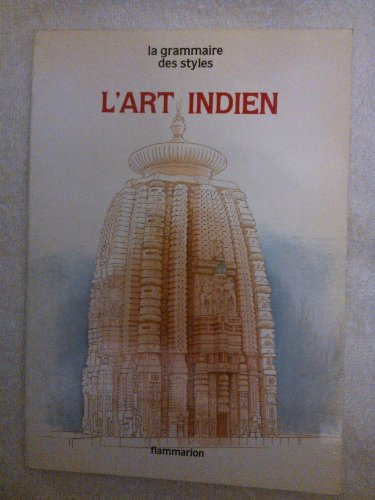 la grammaire
des styles
L'ART INDIEN
flammarion